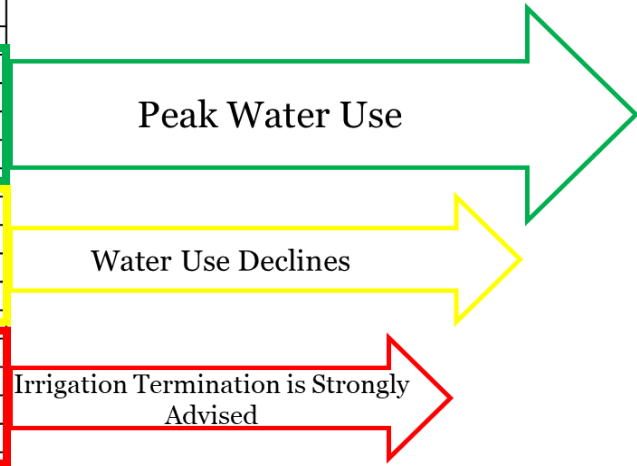 Peak Water Use
Water Use Declines
Irrigation Termination is Strongly
Advised